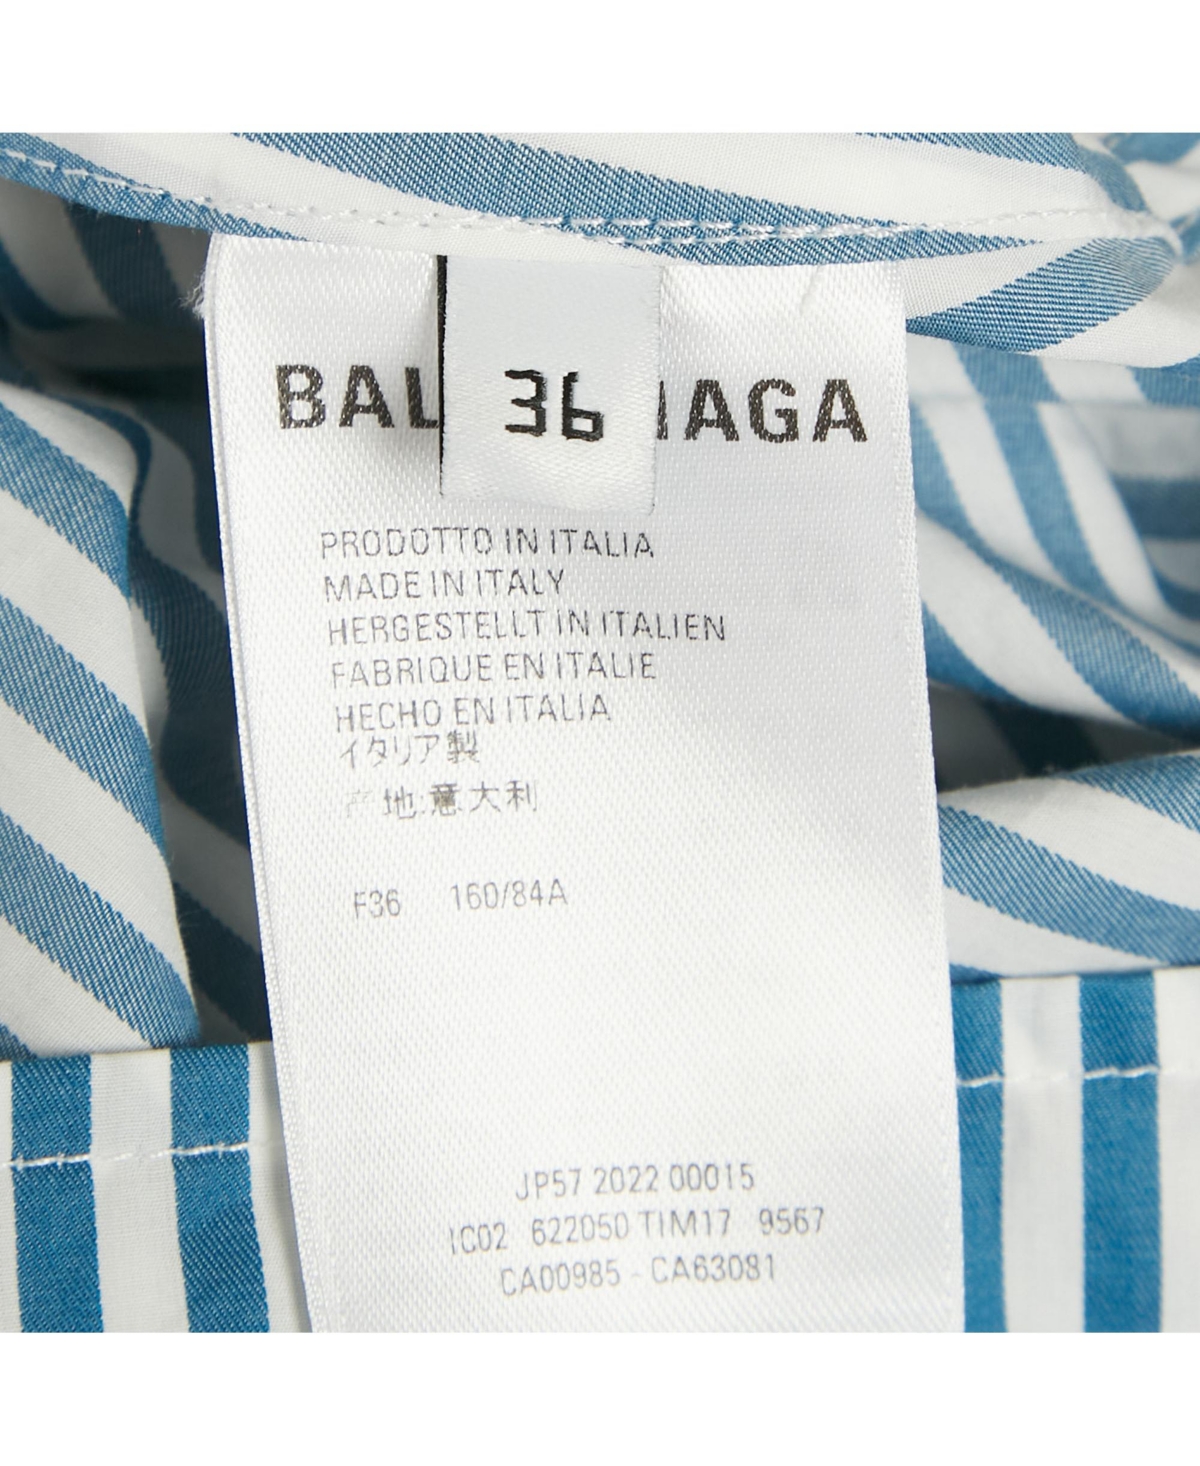 BAL IAGA
36
PRODOTTO IN ITALIA
MADE IN ITALY
HERGESTELLT IN ITALIEN
FABRIQUE EN ITALIE
HECHO EN ITALIA
イタリア製
产地:意大利
F36 160/84A
JP57 2022 00015
IC02 622050 TIM17 9567
CA00985 - CA63081